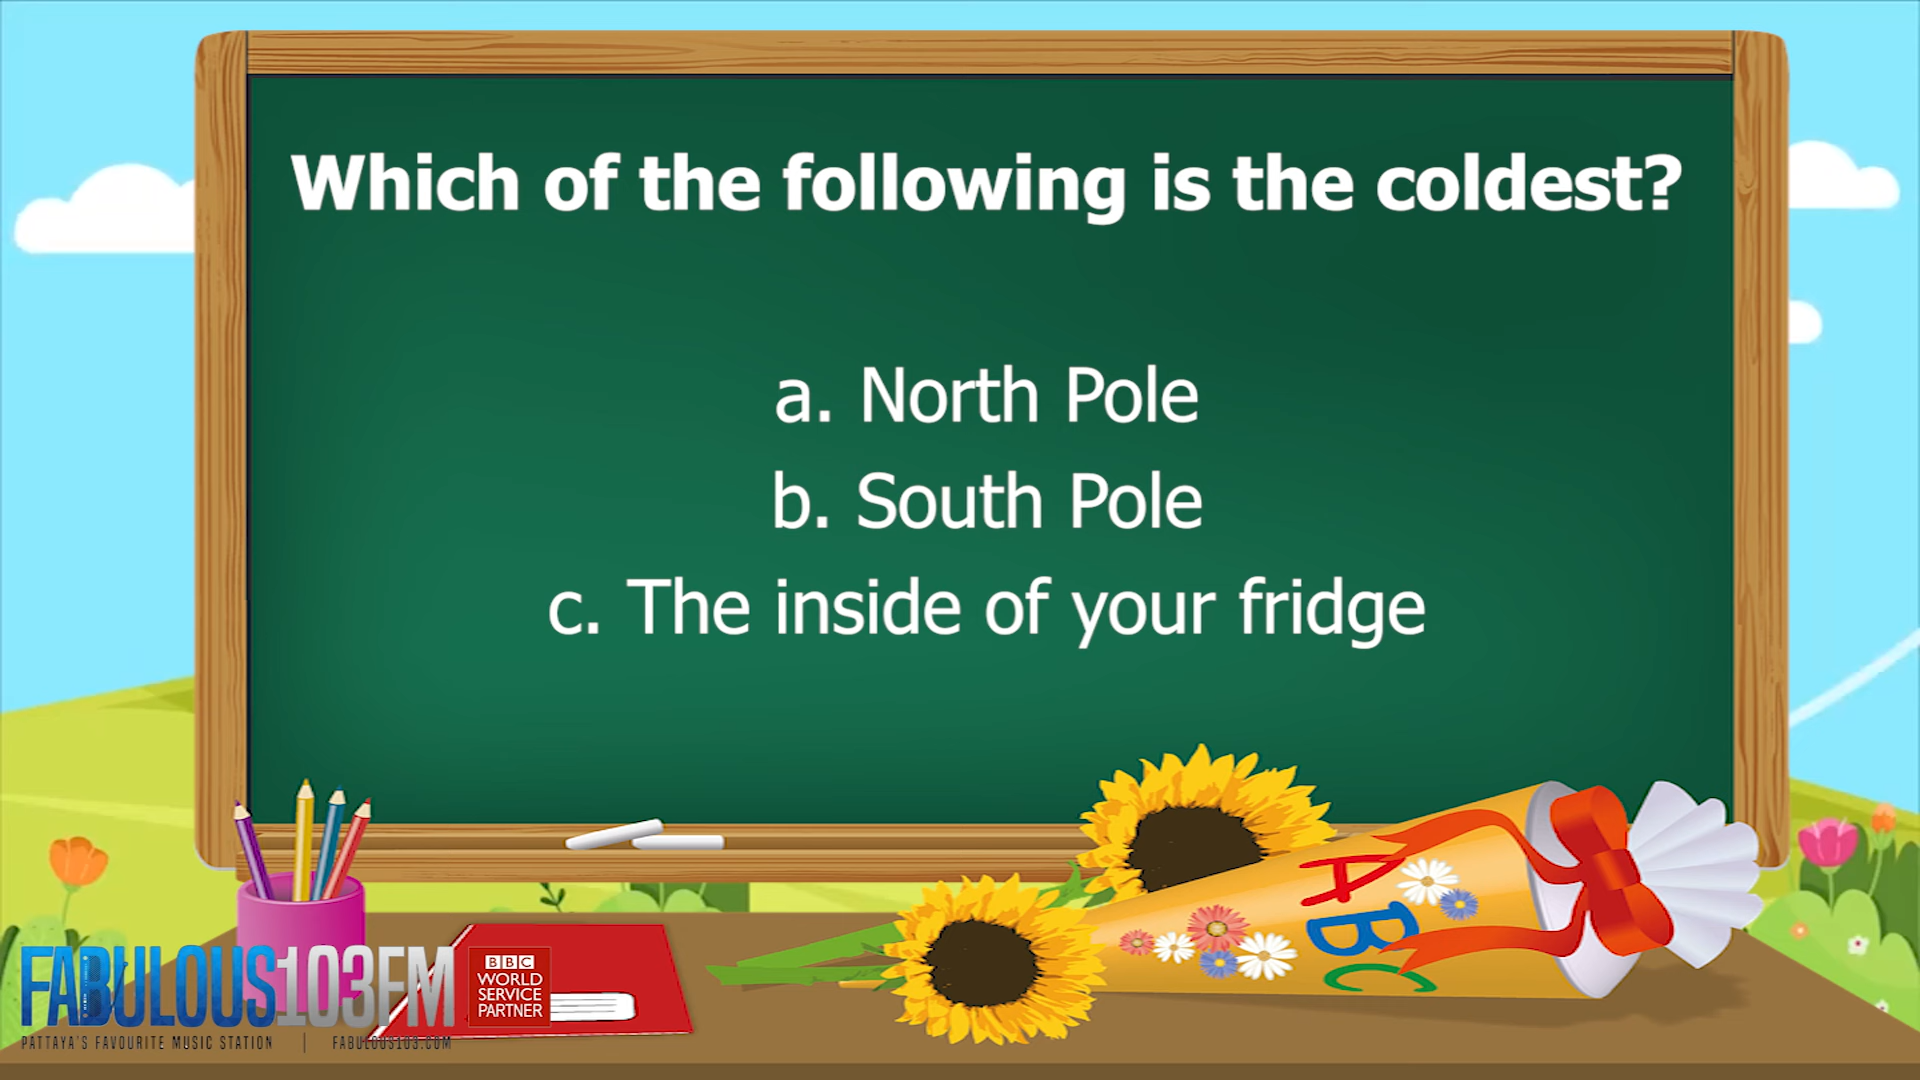 Which of the following is the coldest?
a. North Pole
b. South Pole
c. The inside of your fridge
ABC
FABULOUS103FM
BBC
WORLD
SERVICE
PARTNER
PATTAYA'S FAVOURITE MUSIC STATION | FABULOUS103.COM